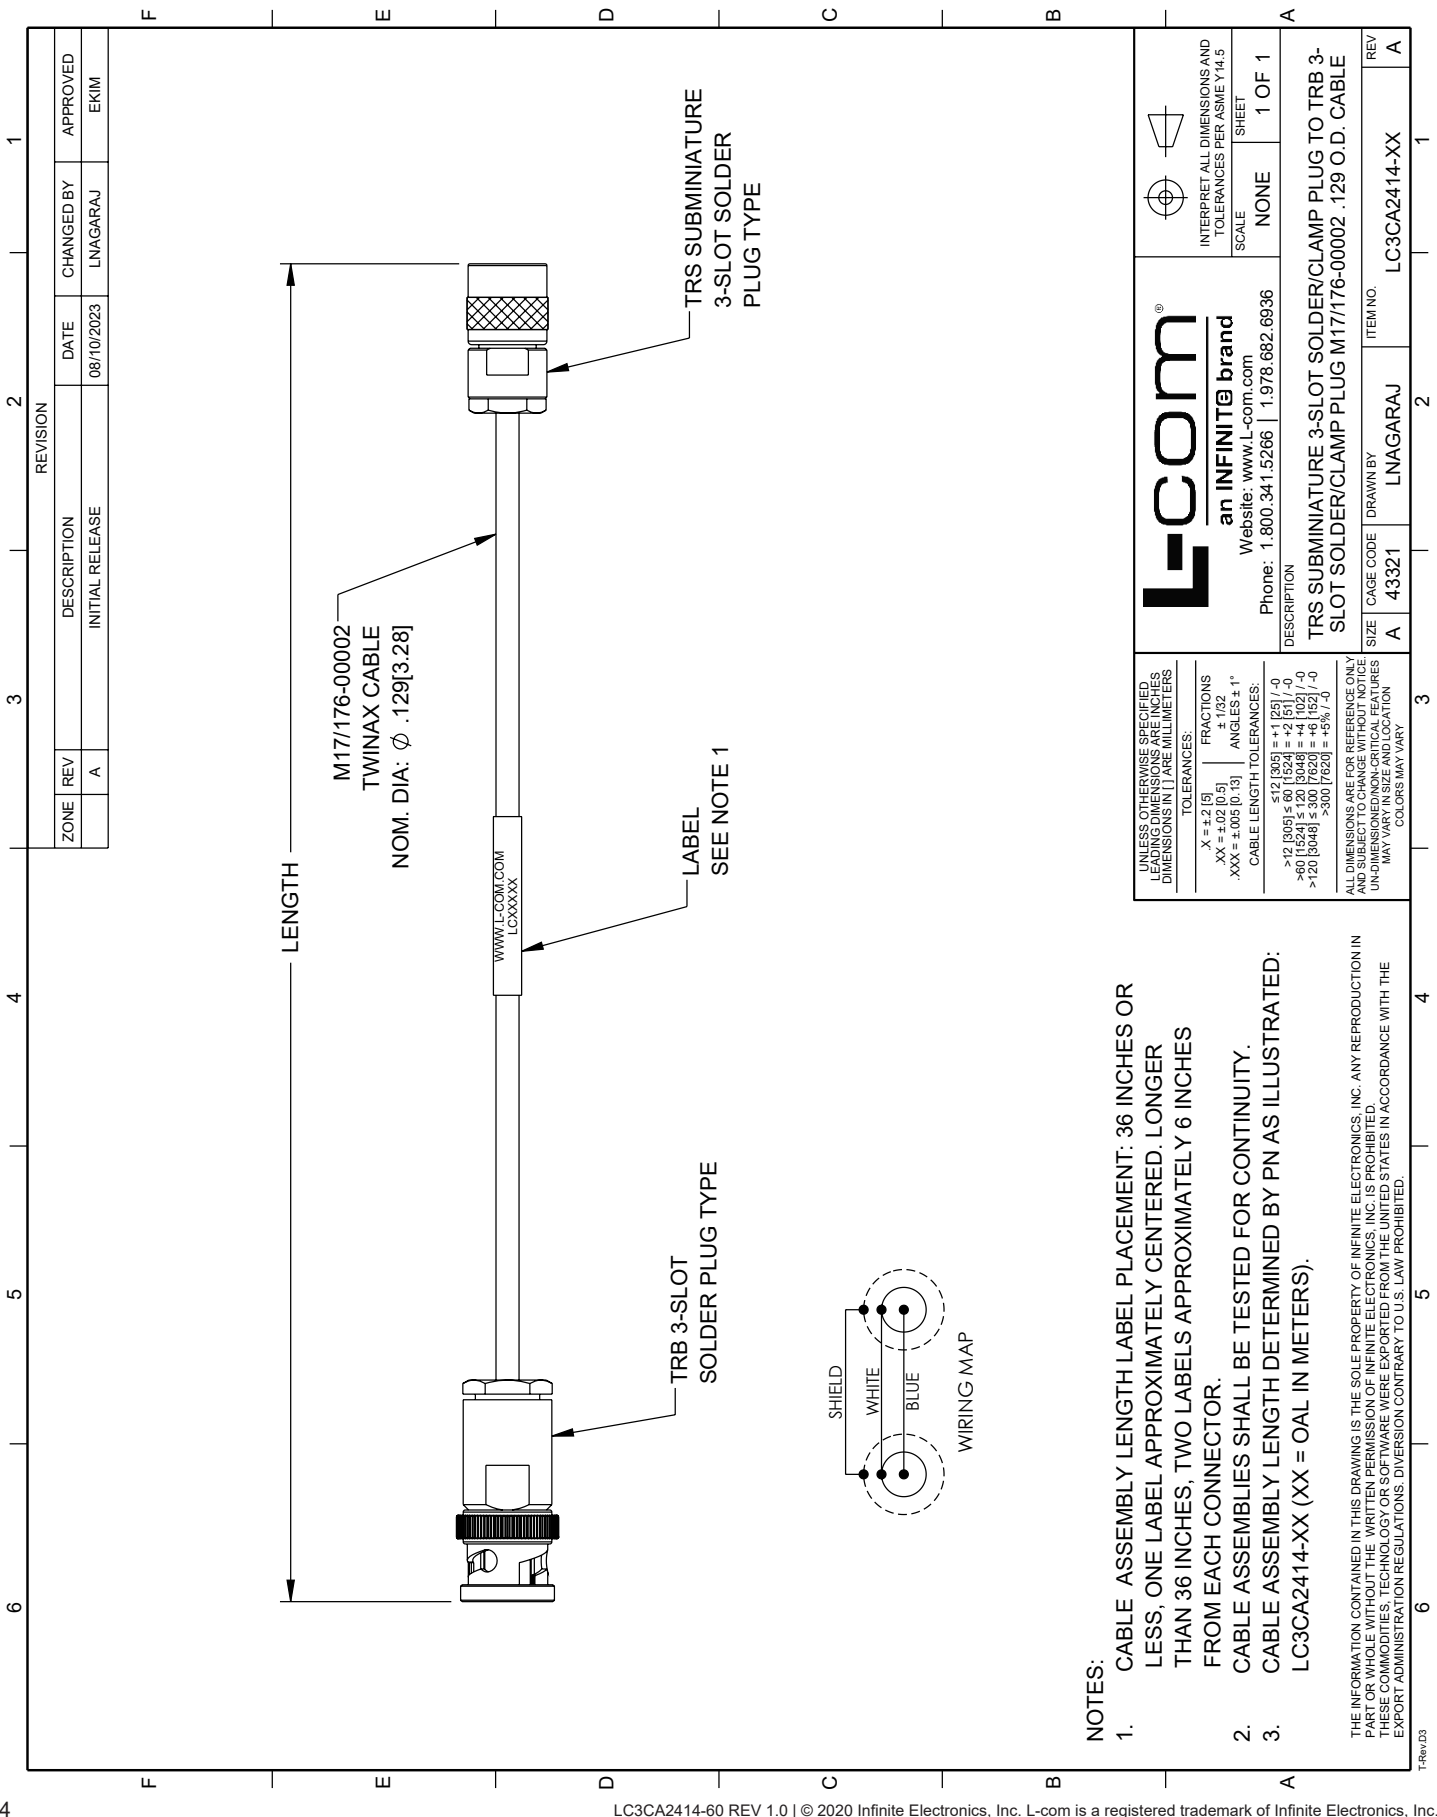 F
E
D
C
B
A
REVISION
ZONE REV DESCRIPTION DATE CHANGED BY APPROVED
A INITIAL RELEASE 08/10/2023 LNAGARAJ EKIM
6
5
4
3
2
1
LENGTH
M17/176-00002
TWINAX CABLE
NOM. DIA: Ø .129[3.28]
WWW.L-COM.COM
LCXXXXX
TRB 3-SLOT
SOLDER PLUG TYPE
LABEL
SEE NOTE 1
TRS SUBMINIATURE
3-SLOT SOLDER
PLUG TYPE
SHIELD
WHITE
BLUE
WIRING MAP
NOTES:
1. CABLE ASSEMBLY LENGTH LABEL PLACEMENT: 36 INCHES OR
LESS, ONE LABEL APPROXIMATELY CENTERED. LONGER
THAN 36 INCHES, TWO LABELS APPROXIMATELY 6 INCHES
FROM EACH CONNECTOR.
2. CABLE ASSEMBLIES SHALL BE TESTED FOR CONTINUITY.
3. CABLE ASSEMBLY LENGTH DETERMINED BY PN AS ILLUSTRATED:
LC3CA2414-XX (XX = OAL IN METERS).
THE INFORMATION CONTAINED IN THIS DRAWING IS THE SOLE PROPERTY OF INFINITE ELECTRONICS, INC. ANY REPRODUCTION IN
PART OR WHOLE WITHOUT THE WRITTEN PERMISSION OF INFINITE ELECTRONICS, INC. IS PROHIBITED.
THESE COMMODITIES, TECHNOLOGY OR SOFTWARE WERE EXPORTED FROM THE UNITED STATES IN ACCORDANCE WITH THE
EXPORT ADMINISTRATION REGULATIONS. DIVERSION CONTRARY TO U.S. LAW PROHIBITED.
T-Rev.D3
UNLESS OTHERWISE SPECIFIED
LEADING DIMENSIONS ARE INCHES
DIMENSIONS IN [ ] ARE MILLIMETERS
TOLERANCES:
.X = ±.2 [5] FRACTIONS
.XX = ±.02 [0.5] ± 1/32
.XXX = ±.005 [0.13] ANGLES ± 1°
CABLE LENGTH TOLERANCES:
≤12 [305] = +1 [25] / -0
>12 [305] ≤ 60 [1524] = +2 [51] / -0
>60 [1524] ≤ 120 [3048] = +4 [102] / -0
>120 [3048] ≤ 300 [7620] = +6 [152] / -0
>300 [7620] = +5% / -0
ALL DIMENSIONS ARE FOR REFERENCE ONLY
AND SUBJECT TO CHANGE WITHOUT NOTICE.
UN-DIMENSIONED/NON-CRITICAL FEATURES
MAY VARY IN SIZE AND LOCATION
COLORS MAY VARY
L-com®
an INFINITE brand
Website: www.L-com.com
Phone: 1.800.341.5266 | 1.978.682.6936
INTERPRET ALL DIMENSIONS AND
TOLERANCES PER ASME Y14.5
SCALE SHEET
NONE 1 OF 1
DESCRIPTION
TRS SUBMINIATURE 3-SLOT SOLDER/CLAMP PLUG TO TRB 3-
SLOT SOLDER/CLAMP PLUG M17/176-00002 .129 O.D. CABLE
SIZE CAGE CODE DRAWN BY ITEM NO. REV
A 43321 LNAGARAJ LC3CA2414-XX A
6
5
4
3
2
1
F
E
D
C
B
A
4
LC3CA2414-60 REV 1.0 | © 2020 Infinite Electronics, Inc. L-com is a registered trademark of Infinite Electronics, Inc.